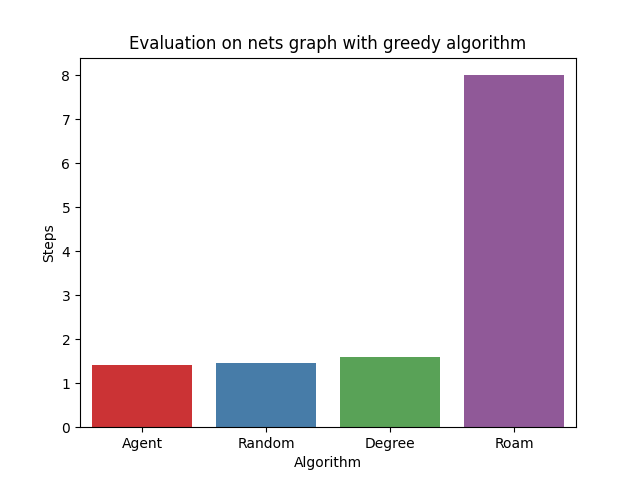 Evaluation on nets graph with greedy algorithm
8
7
6
5
4
3
2
1
0
Steps
Agent Random Degree Roam
Algorithm